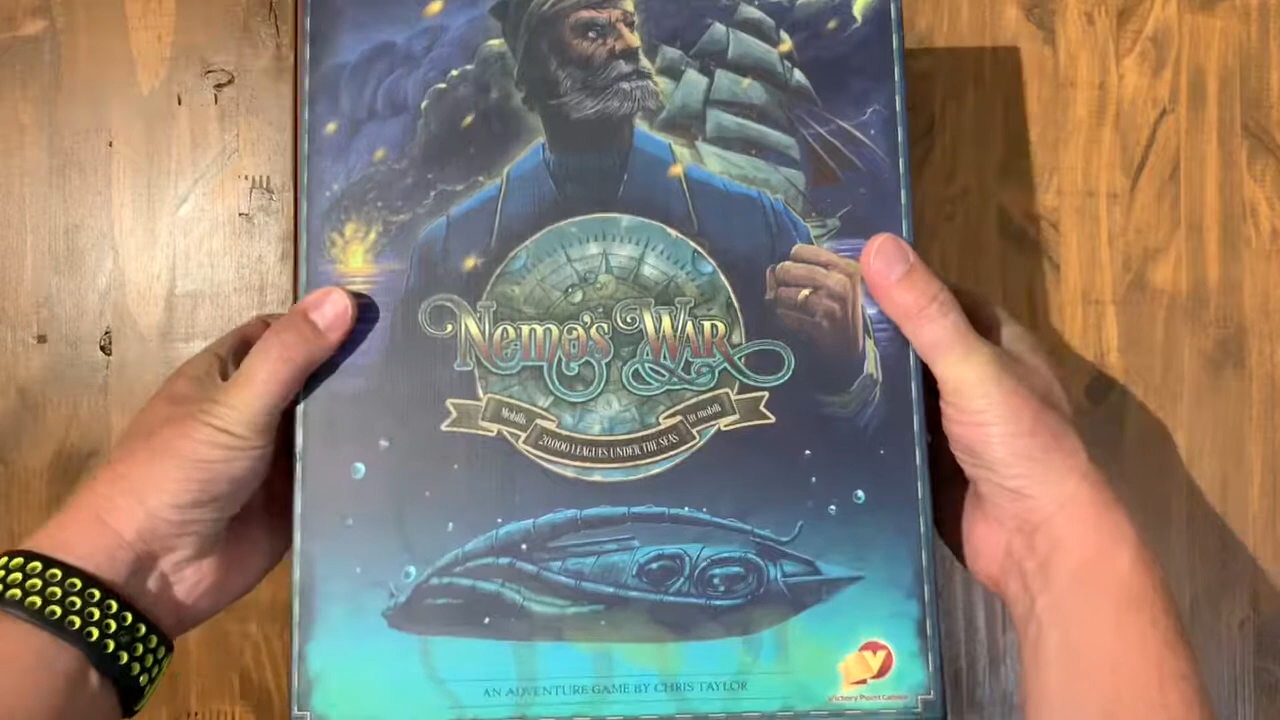 Nemo's War
Mobilis in mobili
20,000 LEAGUES UNDER THE SEAS
AN ADVENTURE GAME BY CHRIS TAYLOR
Victory Point Games